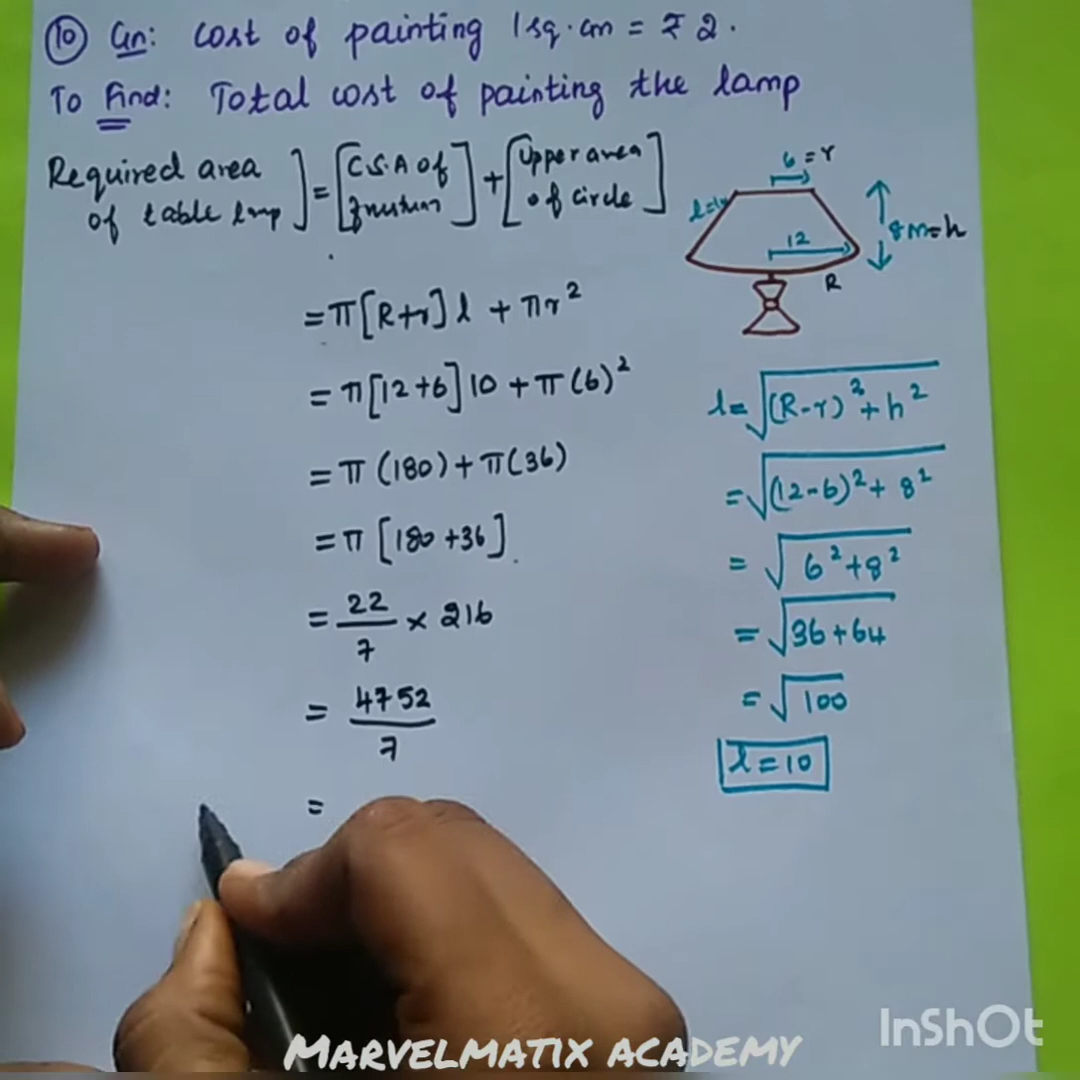 ⑩ Gn: cost of painting 1 sq.cm = ₹ 2.
To Find: Total cost of painting the lamp
Required area of table lamp] = [C.S.A of frustum] + [Upper area of circle]
= π[R+r] l + πr²
= π[12+6] 10 + π(6)²
= π (180) + π(36)
= π [180 + 36]
= 22/7 × 216
= 4752/7
=
6 = r
12
R
8 m = h
l = √(R-r)² + h²
= √(12-6)² + 8²
= √6² + 8²
= √36 + 64
= √100
l = 10
InShOt
MARVELMATIX ACADEMY